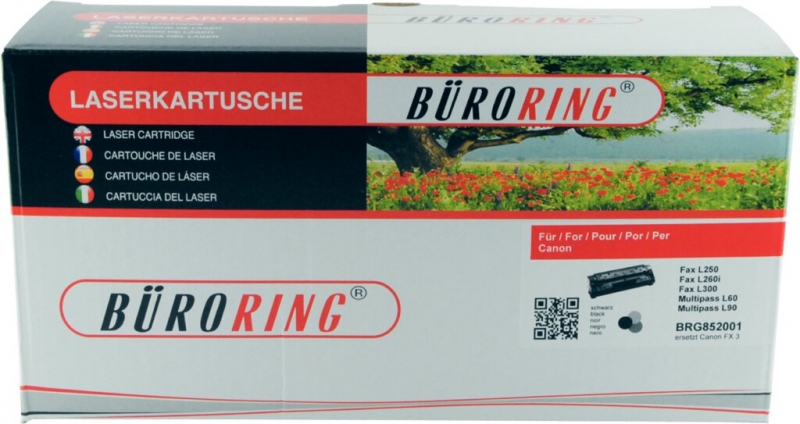 LASERKARTUSCHE
BÜRORING®
LASER CARTRIDGE
CARTOUCHE DE LASER
CARTUCHO DE LÁSER
CARTUCCIA DEL LASER
BÜRORING®
Für / For / Pour / Por / Per
Canon
Fax L250
Fax L260i
Fax L300
Multipass L60
Multipass L90
schwarz
black
noir
negro
nero
BRG852001
ersetzt Canon FX 3